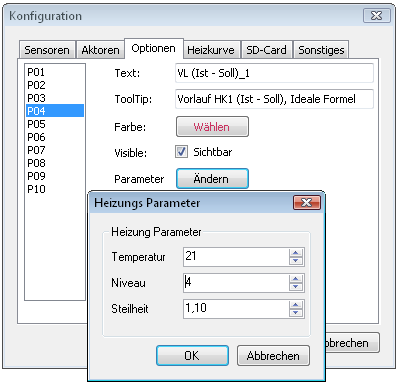 Konfiguration
Sensoren Aktoren Optionen Heizkurve SD-Card Sonstiges
P01
P02
P03
P04
P05
P06
P07
P08
P09
P10
Text: VL (Ist - Soll)_1
ToolTip: Vorlauf HK1 (Ist - Soll), Ideale Formel
Farbe: Wählen
Visible: Sichtbar
Parameter Ändern
Heizungs Parameter
Heizung Parameter
Temperatur 21
Niveau 4
Steilheit 1,10
OK Abbrechen
bbrechen